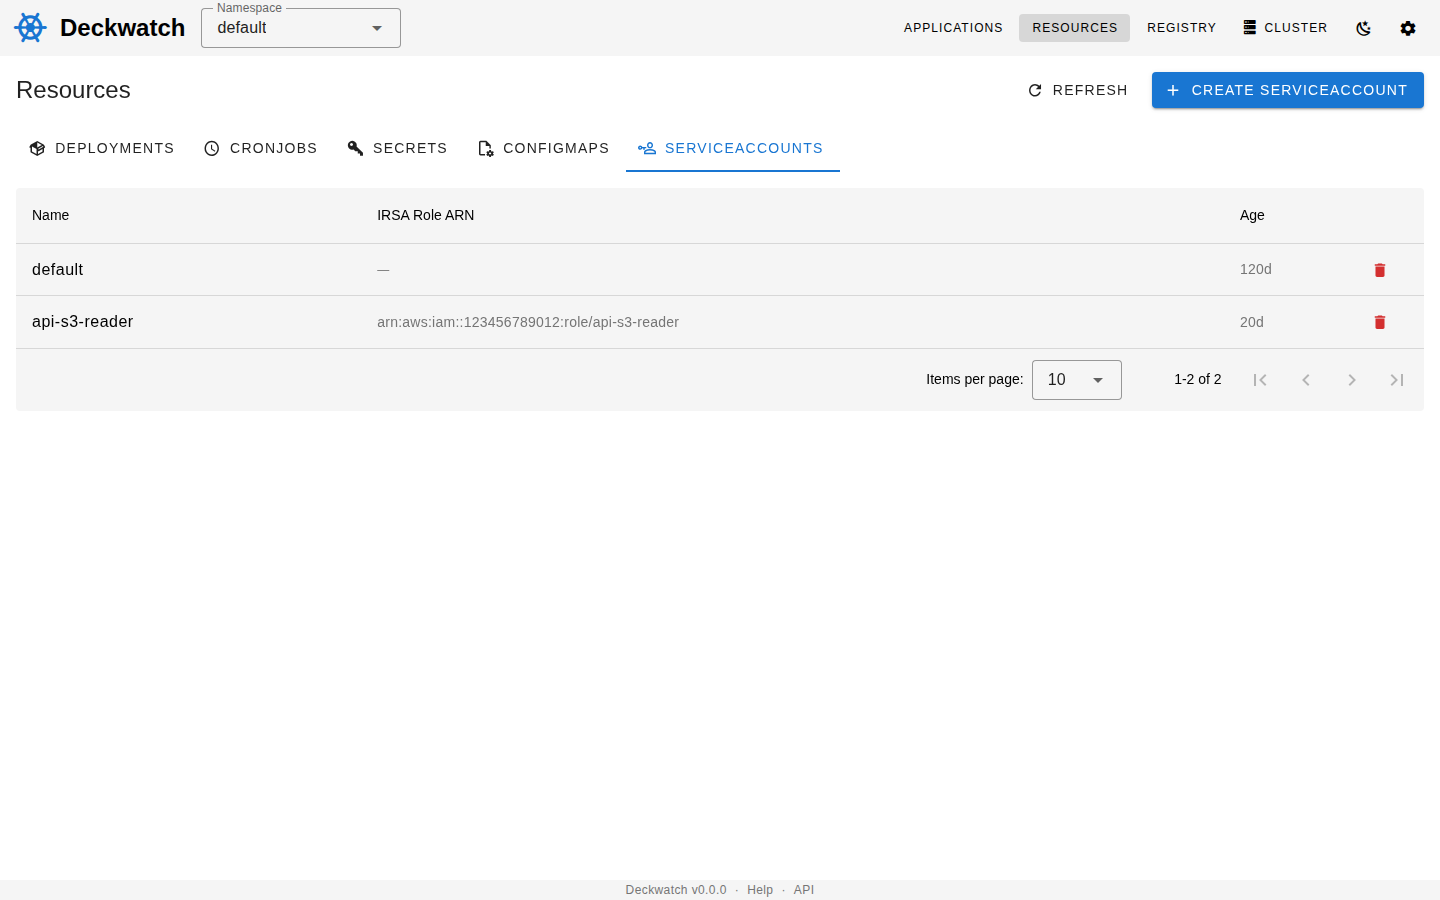 Deckwatch
Namespace
default
APPLICATIONS
RESOURCES
REGISTRY
CLUSTER
Resources
REFRESH
CREATE SERVICEACCOUNT
DEPLOYMENTS
CRONJOBS
SECRETS
CONFIGMAPS
SERVICEACCOUNTS
Name IRSA Role ARN Age
default — 120d
api-s3-reader arn:aws:iam::123456789012:role/api-s3-reader 20d
Items per page: 10 1-2 of 2
Deckwatch v0.0.0 · Help · API